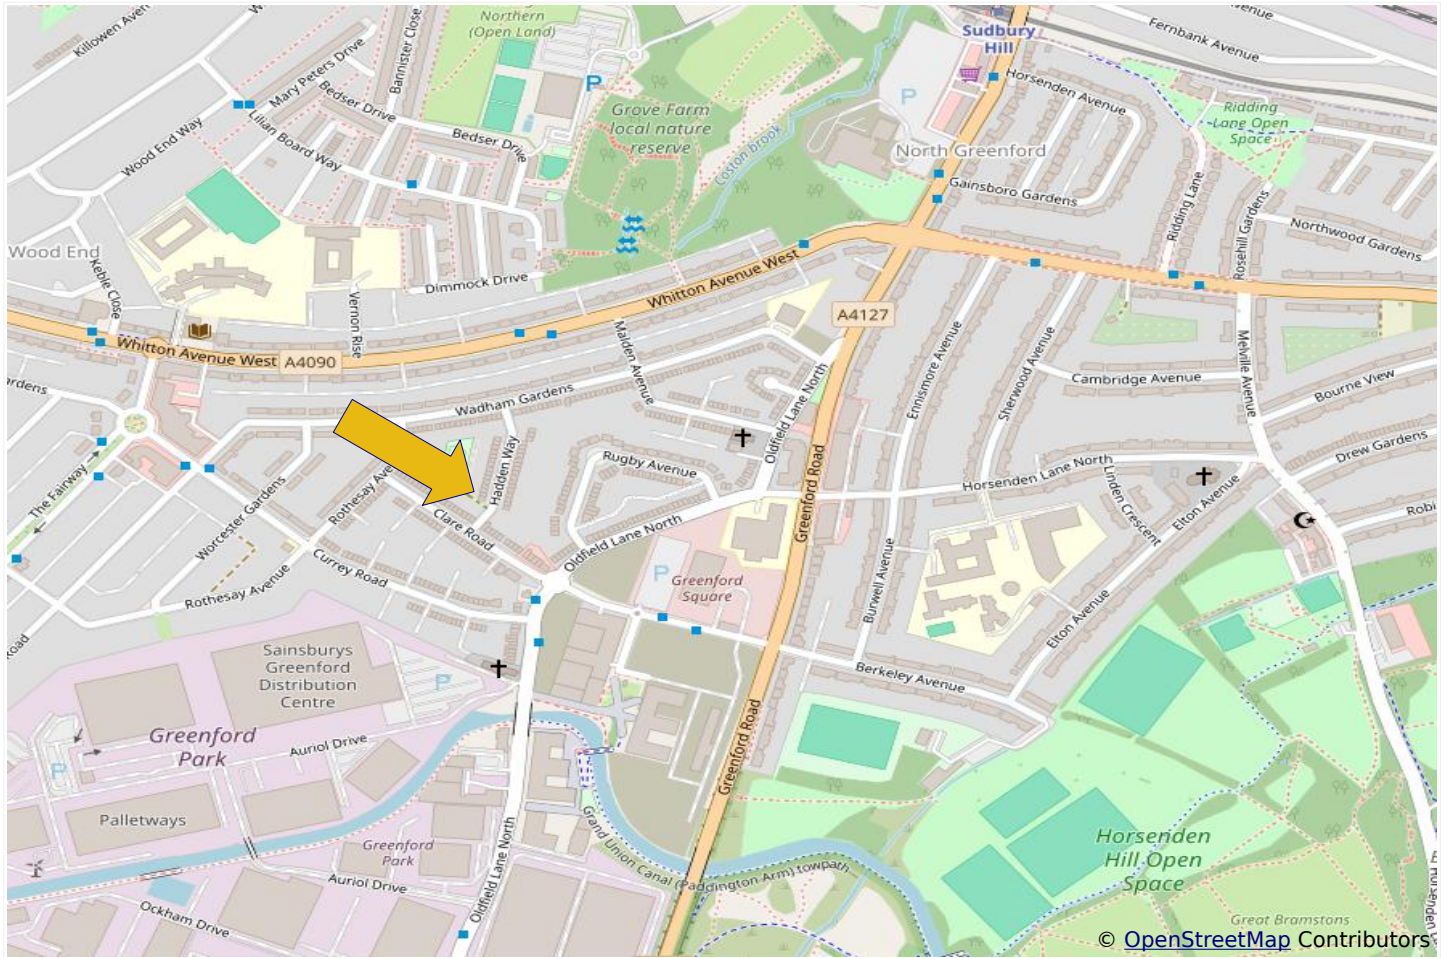 Killowen Aven
Mary Peters Drive
Bannister Close
Northern
(Open Land)
Sudbury
Hill
Fernbank Avenue
venue
Wood End Way
Lilian Board Way
Bedser Drive
Bedser Drive
P
Grove Farm
local nature
reserve
Coston brook
P
Horsenden Avenue
North Greenford
Gainsboro Gardens
Ridding
Lane Open
Space
Ridding Lane
Rosehill Gardens
Northwood Gardens
Wood End
Keble Close
Vernon Rise
Dimmock Drive
Whitton Avenue West
Whitton Avenue West
A4090
A4127
Malden Avenue
Wadham Gardens
ardens
Hadden Way
Rugby Avenue
Oldfield Lane North
Greenford Road
Ennismore Avenue
Sherwood Avenue
Cambridge Avenue
Melville Avenue
Bourne View
Drew Gardens
Horsenden Lane North
Linden Crescent
Elton Avenue
Robi
The Fairway
Worcester Gardens
Rothesay Ave
Clare Road
Currey Road
Rothesay Avenue
Oldfield Lane North
P
Greenford
Square
Burwell Avenue
Elton Avenue
Berkeley Avenue
Road
Sainsburys
Greenford
Distribution
Centre
P
Greenford
Park
Auriol Drive
P
Palletways
Greenford
Park
Auriol Drive
Ockham Drive
Oldfield Lane North
Grand Union Canal (Paddington Arm) towpath
Greenford Road
Horsenden
Hill Open
Space
Great Bramstons
© OpenStreetMap Contributors